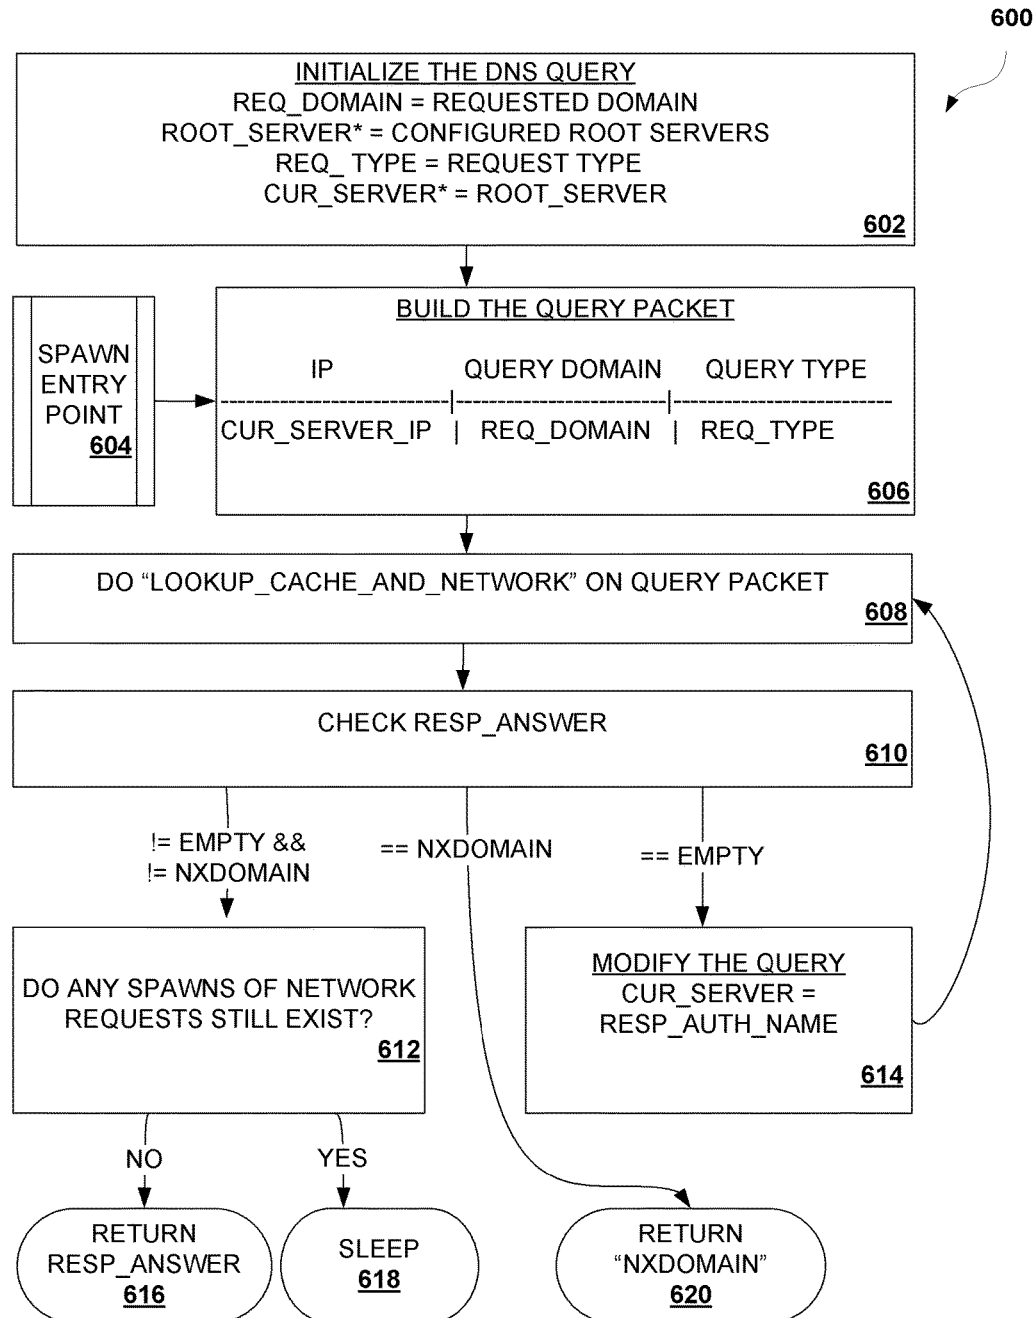 600
INITIALIZE THE DNS QUERY
REQ_DOMAIN = REQUESTED DOMAIN
ROOT_SERVER* = CONFIGURED ROOT SERVERS
REQ_ TYPE = REQUEST TYPE
CUR_SERVER* = ROOT_SERVER
602
SPAWN
ENTRY
POINT
604
BUILD THE QUERY PACKET
IP QUERY DOMAIN QUERY TYPE
--------------------------|------------------------|-------------------------
CUR_SERVER_IP | REQ_DOMAIN | REQ_TYPE
606
DO “LOOKUP_CACHE_AND_NETWORK” ON QUERY PACKET
608
CHECK RESP_ANSWER
610
!= EMPTY &&
!= NXDOMAIN
== NXDOMAIN
== EMPTY
DO ANY SPAWNS OF NETWORK
REQUESTS STILL EXIST?
612
MODIFY THE QUERY
CUR_SERVER =
RESP_AUTH_NAME
614
NO
YES
RETURN
RESP_ANSWER
616
SLEEP
618
RETURN
“NXDOMAIN”
620